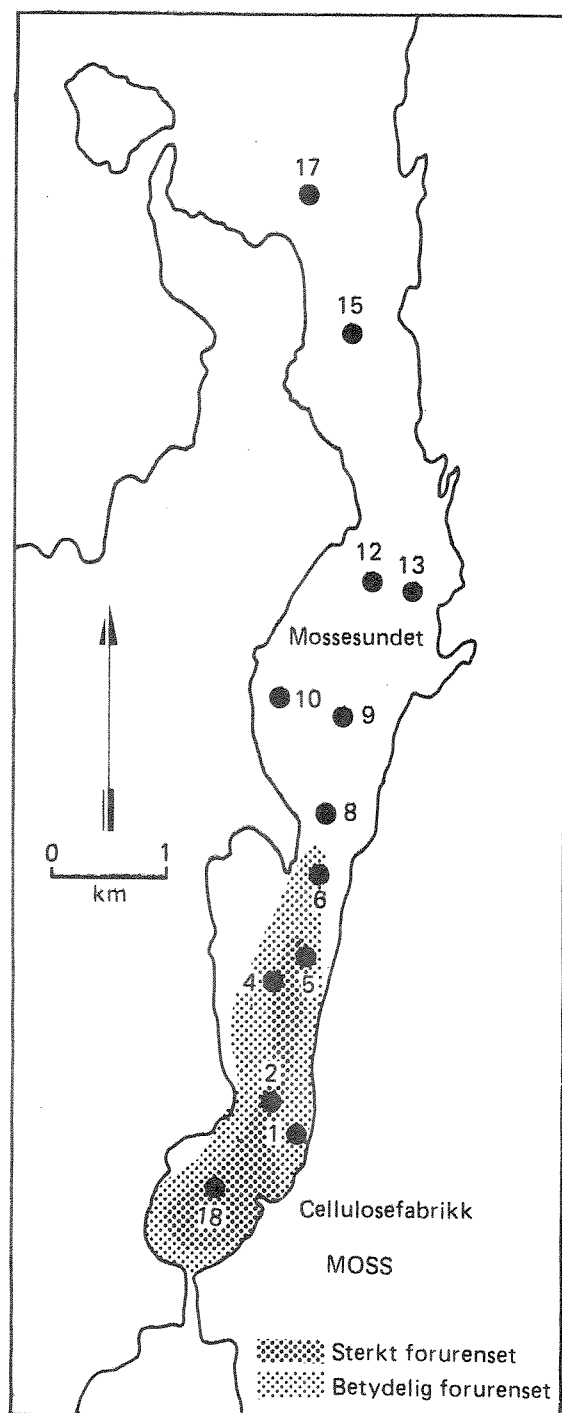 17
15
12 13
Mossesundet
10
9
8
0 1
km
6
4 5
2
1
18
Cellulosefabrikk
MOSS
Sterkt forurenset
Betydelig forurenset